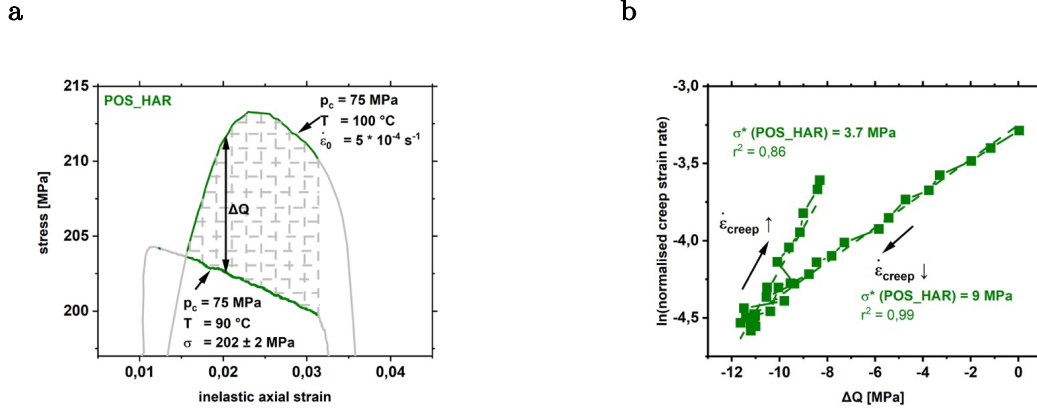 a
215
210
205
200
stress [MPa]
POS_HAR
p_c = 75 MPa
T = 100 °C
ε̇_0 = 5 * 10^-4 s^-1
ΔQ
p_c = 75 MPa
T = 90 °C
σ = 202 ± 2 MPa
0,01 0,02 0,03 0,04
inelastic axial strain
b
-3,0
-3,5
-4,0
-4,5
ln(normalised creep strain rate)
σ* (POS_HAR) = 3.7 MPa
r² = 0,86
ε̇_creep ↑
ε̇_creep ↓
σ* (POS_HAR) = 9 MPa
r² = 0,99
-12 -10 -8 -6 -4 -2 0
ΔQ [MPa]